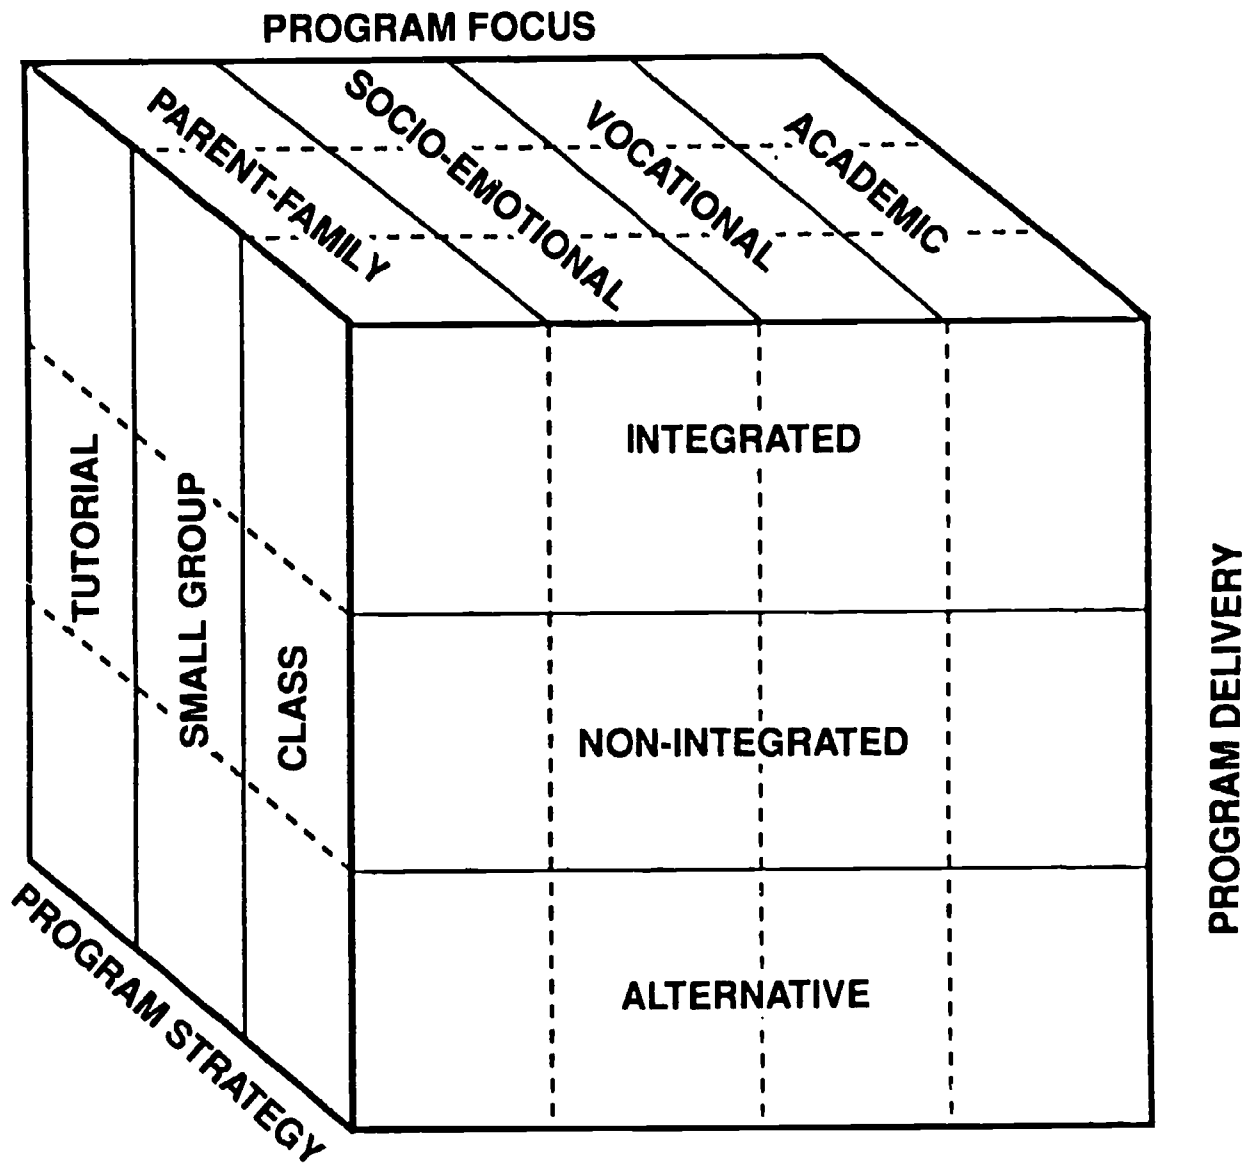 PROGRAM FOCUS
PARENT-FAMILY
SOCIO-EMOTIONAL
VOCATIONAL
ACADEMIC
INTEGRATED
NON-INTEGRATED
ALTERNATIVE
TUTORIAL
SMALL GROUP
CLASS
PROGRAM STRATEGY
PROGRAM DELIVERY